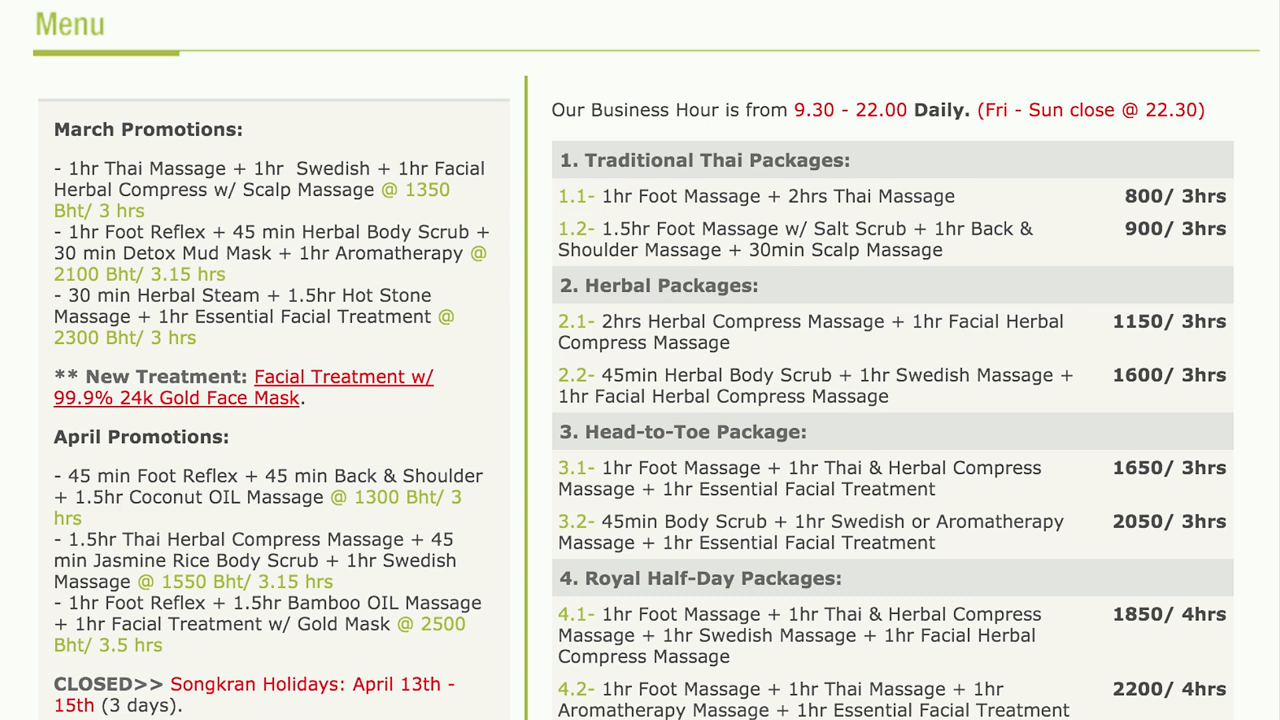 Menu
March Promotions:
- 1hr Thai Massage + 1hr  Swedish + 1hr Facial
Herbal Compress w/ Scalp Massage @ 1350
Bht/ 3 hrs
- 1hr Foot Reflex + 45 min Herbal Body Scrub +
30 min Detox Mud Mask + 1hr Aromatherapy @
2100 Bht/ 3.15 hrs
- 30 min Herbal Steam + 1.5hr Hot Stone
Massage + 1hr Essential Facial Treatment @
2300 Bht/ 3 hrs
** New Treatment: Facial Treatment w/
99.9% 24k Gold Face Mask.
April Promotions:
- 45 min Foot Reflex + 45 min Back & Shoulder
+ 1.5hr Coconut OIL Massage @ 1300 Bht/ 3
hrs
- 1.5hr Thai Herbal Compress Massage + 45
min Jasmine Rice Body Scrub + 1hr Swedish
Massage @ 1550 Bht/ 3.15 hrs
- 1hr Foot Reflex + 1.5hr Bamboo OIL Massage
+ 1hr Facial Treatment w/ Gold Mask @ 2500
Bht/ 3.5 hrs
CLOSED>> Songkran Holidays: April 13th -
15th (3 days).
Our Business Hour is from 9.30 - 22.00 Daily. (Fri - Sun close @ 22.30)
1. Traditional Thai Packages:
1.1- 1hr Foot Massage + 2hrs Thai Massage 800/ 3hrs
1.2- 1.5hr Foot Massage w/ Salt Scrub + 1hr Back & 900/ 3hrs
Shoulder Massage + 30min Scalp Massage
2. Herbal Packages:
2.1- 2hrs Herbal Compress Massage + 1hr Facial Herbal 1150/ 3hrs
Compress Massage
2.2- 45min Herbal Body Scrub + 1hr Swedish Massage + 1600/ 3hrs
1hr Facial Herbal Compress Massage
3. Head-to-Toe Package:
3.1- 1hr Foot Massage + 1hr Thai & Herbal Compress 1650/ 3hrs
Massage + 1hr Essential Facial Treatment
3.2- 45min Body Scrub + 1hr Swedish or Aromatherapy 2050/ 3hrs
Massage + 1hr Essential Facial Treatment
4. Royal Half-Day Packages:
4.1- 1hr Foot Massage + 1hr Thai & Herbal Compress 1850/ 4hrs
Massage + 1hr Swedish Massage + 1hr Facial Herbal
Compress Massage
4.2- 1hr Foot Massage + 1hr Thai Massage + 1hr 2200/ 4hrs
Aromatherapy Massage + 1hr Essential Facial Treatment